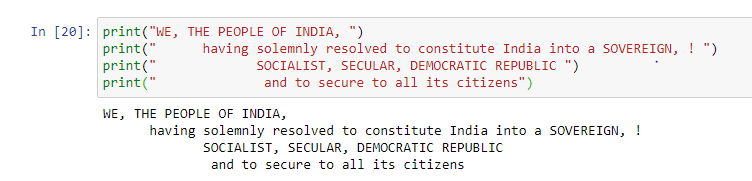 In [20]: print("WE, THE PEOPLE OF INDIA, ")
print("      having solemnly resolved to constitute India into a SOVEREIGN, ! ")
print("             SOCIALIST, SECULAR, DEMOCRATIC REPUBLIC ")
print("              and to secure to all its citizens")
WE, THE PEOPLE OF INDIA,
      having solemnly resolved to constitute India into a SOVEREIGN, !
             SOCIALIST, SECULAR, DEMOCRATIC REPUBLIC
              and to secure to all its citizens